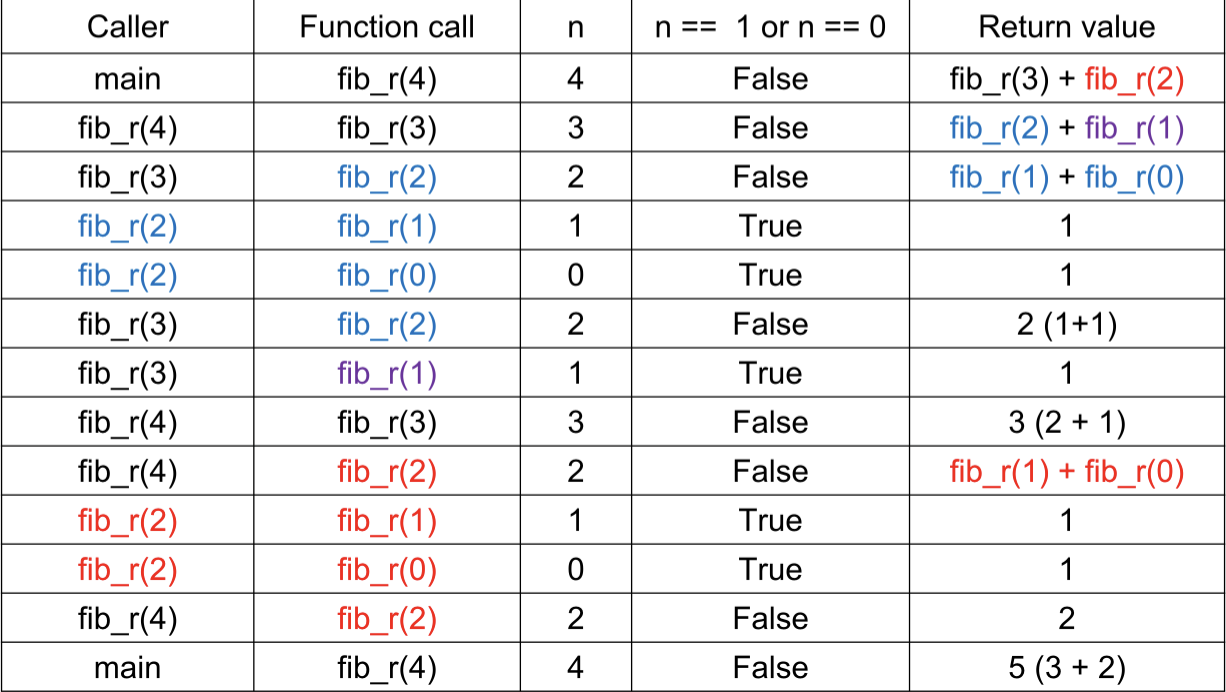 Caller Function call n n == 1 or n == 0 Return value
main fib_r(4) 4 False fib_r(3) + fib_r(2)
fib_r(4) fib_r(3) 3 False fib_r(2) + fib_r(1)
fib_r(3) fib_r(2) 2 False fib_r(1) + fib_r(0)
fib_r(2) fib_r(1) 1 True 1
fib_r(2) fib_r(0) 0 True 1
fib_r(3) fib_r(2) 2 False 2 (1+1)
fib_r(3) fib_r(1) 1 True 1
fib_r(4) fib_r(3) 3 False 3 (2 + 1)
fib_r(4) fib_r(2) 2 False fib_r(1) + fib_r(0)
fib_r(2) fib_r(1) 1 True 1
fib_r(2) fib_r(0) 0 True 1
fib_r(4) fib_r(2) 2 False 2
main fib_r(4) 4 False 5 (3 + 2)